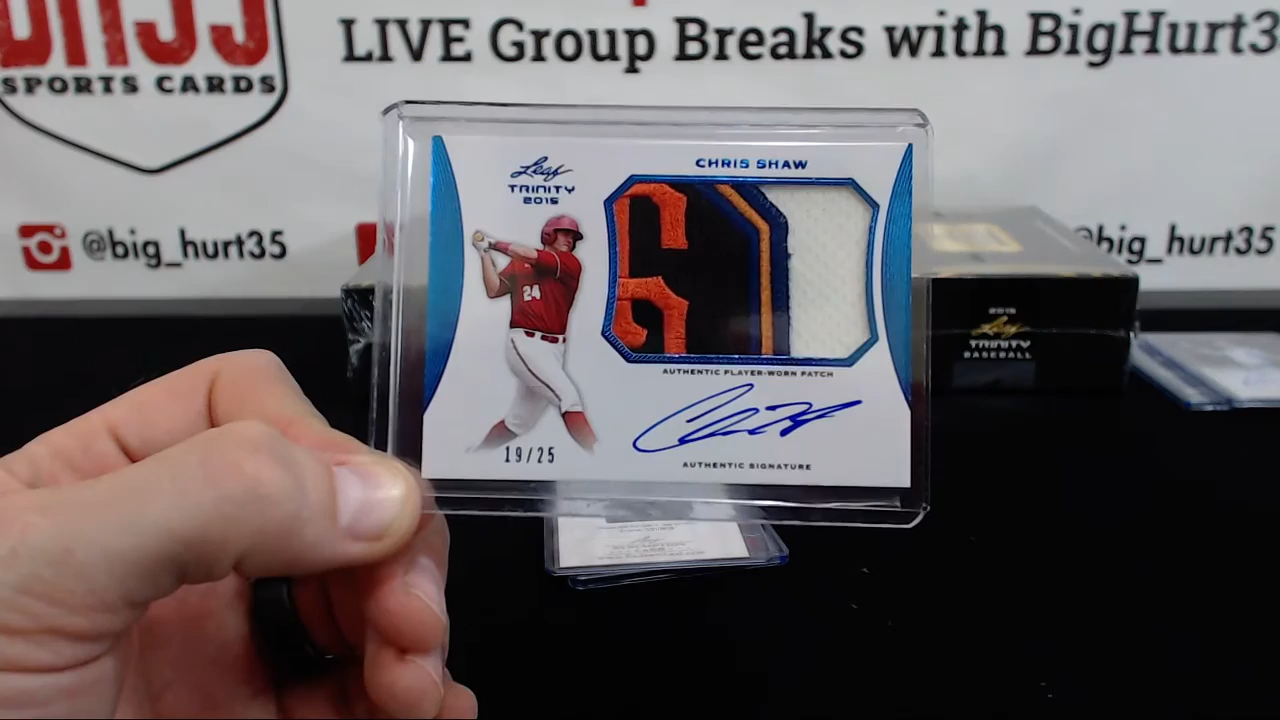 BH35
SPORTS CARDS
LIVE Group Breaks with BigHurt3
@big_hurt35
big_hurt35
Leaf
TRINITY
2015
CHRIS SHAW
24
AUTHENTIC PLAYER-WORN PATCH
19/25
AUTHENTIC SIGNATURE
2015
Leaf
TRINITY
BASEBALL